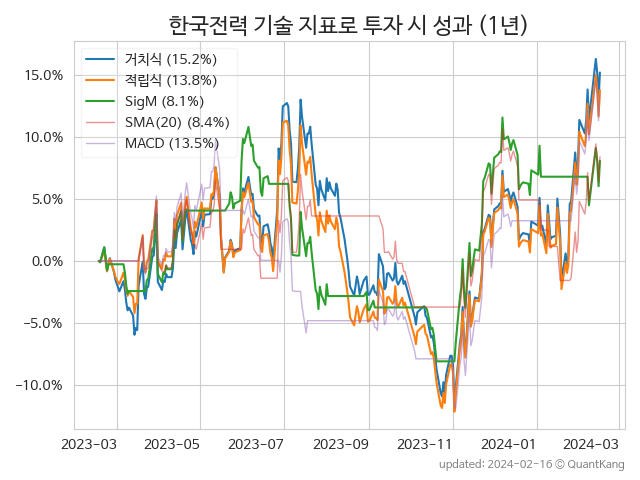 한국전력 기술 지표로 투자 시 성과 (1년)
거치식 (15.2%)
적립식 (13.8%)
SigM (8.1%)
SMA(20) (8.4%)
MACD (13.5%)
15.0%
10.0%
5.0%
0.0%
−5.0%
−10.0%
2023-03 2023-05 2023-07 2023-09 2023-11 2024-01 2024-03
updated: 2024-02-16 ⓒ QuantKang